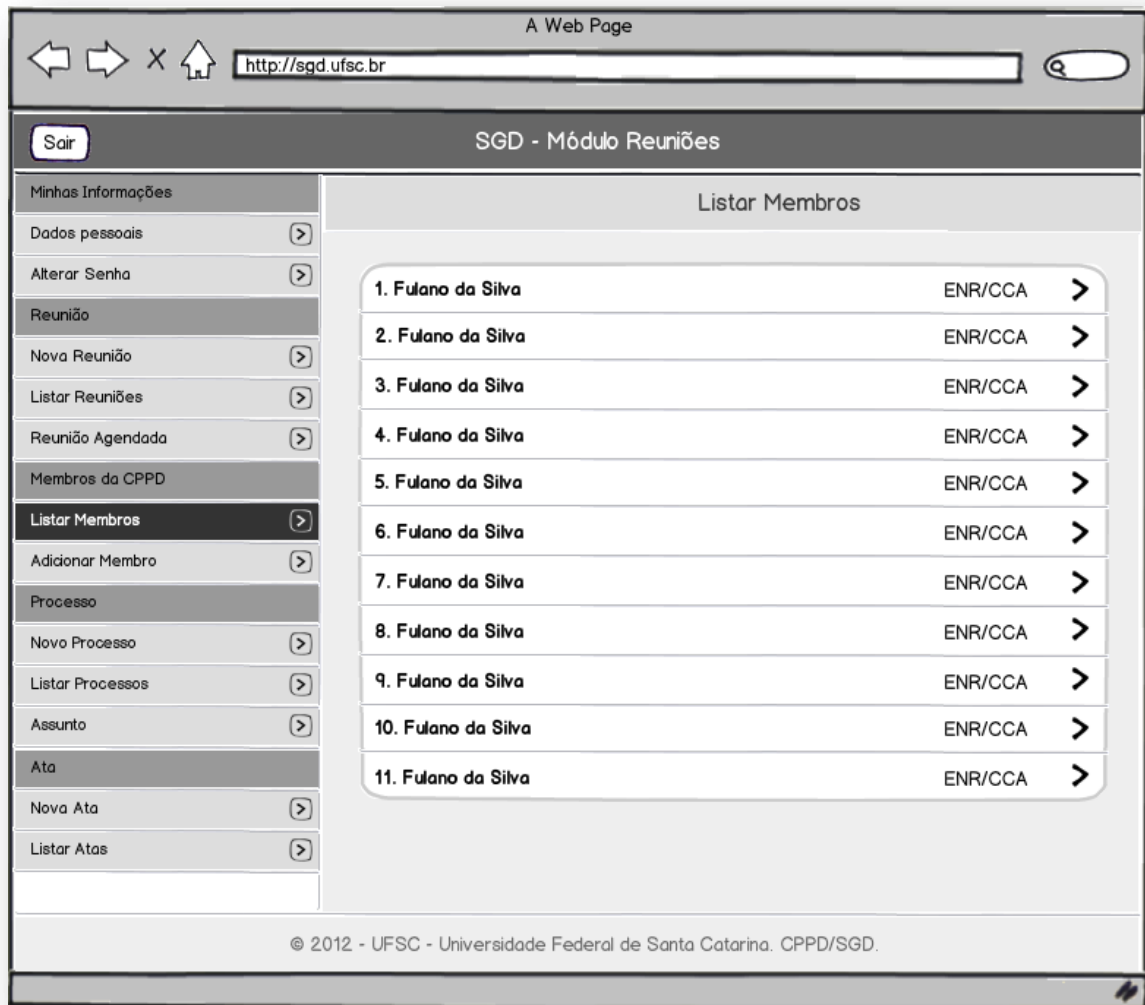 A Web Page
http://sgd.ufsc.br
Sair
SGD - Módulo Reuniões
Minhas Informações
Dados pessoais
Alterar Senha
Reunião
Nova Reunião
Listar Reuniões
Reunião Agendada
Membros da CPPD
Listar Membros
Adicionar Membro
Processo
Novo Processo
Listar Processos
Assunto
Ata
Nova Ata
Listar Atas
Listar Membros
1. Fulano da Silva ENR/CCA
2. Fulano da Silva ENR/CCA
3. Fulano da Silva ENR/CCA
4. Fulano da Silva ENR/CCA
5. Fulano da Silva ENR/CCA
6. Fulano da Silva ENR/CCA
7. Fulano da Silva ENR/CCA
8. Fulano da Silva ENR/CCA
9. Fulano da Silva ENR/CCA
10. Fulano da Silva ENR/CCA
11. Fulano da Silva ENR/CCA
© 2012 - UFSC - Universidade Federal de Santa Catarina. CPPD/SGD.